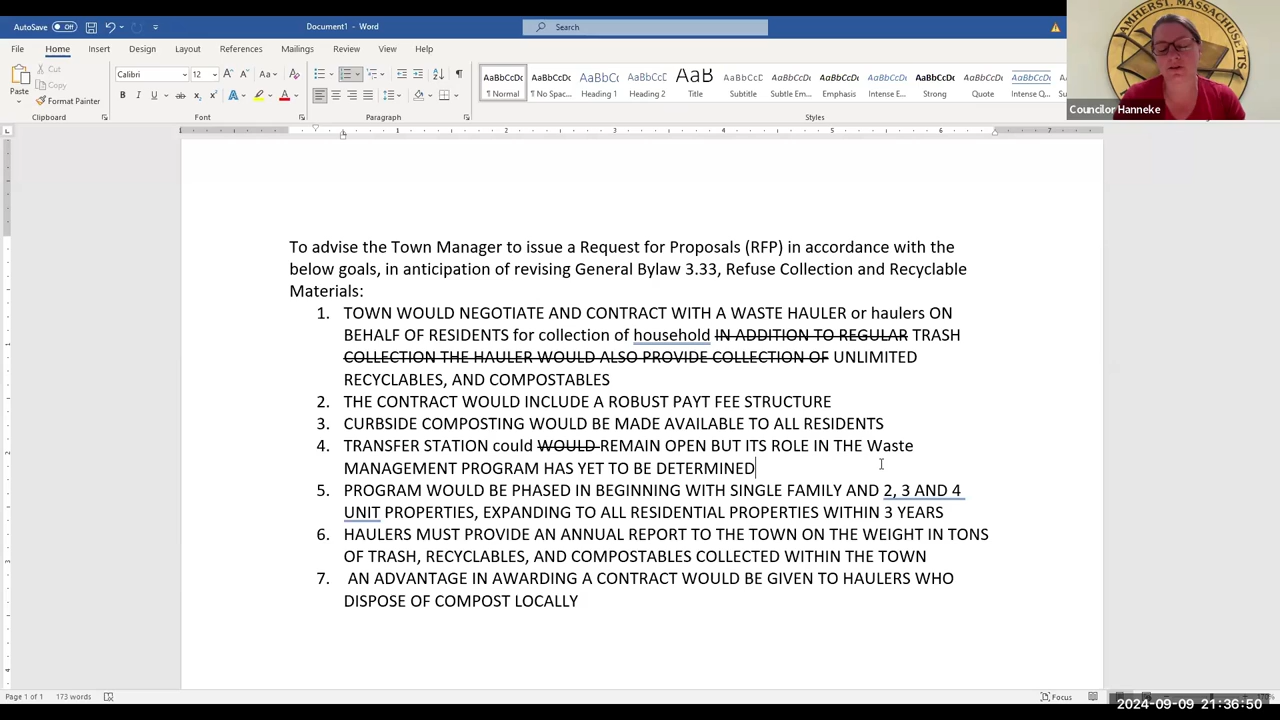 AutoSave Off Document1 - Word Search
File Home Insert Design Layout References Mailings Review View Help
Cut
Copy
Paste Format Painter
Calibri 12
AaBbCcDc AaBbCcDc AaBbCc AaBbCcD AaB AaBbCcD AaBbCcDc AaBbCcDc AaBbCcDc AaBbCcDc AaBbCcDc AaBbCcDc
¶ Normal ¶ No Spac... Heading 1 Heading 2 Title Subtitle Subtle Em... Emphasis Intense E... Strong Quote Intense Q...
Clipboard Font Paragraph Styles
AMHERST, MASSACHUSETTS
Councilor Hanneke
To advise the Town Manager to issue a Request for Proposals (RFP) in accordance with the
below goals, in anticipation of revising General Bylaw 3.33, Refuse Collection and Recyclable
Materials:
1. TOWN WOULD NEGOTIATE AND CONTRACT WITH A WASTE HAULER or haulers ON
BEHALF OF RESIDENTS for collection of household IN ADDITION TO REGULAR TRASH
COLLECTION THE HAULER WOULD ALSO PROVIDE COLLECTION OF UNLIMITED
RECYCLABLES, AND COMPOSTABLES
2. THE CONTRACT WOULD INCLUDE A ROBUST PAYT FEE STRUCTURE
3. CURBSIDE COMPOSTING WOULD BE MADE AVAILABLE TO ALL RESIDENTS
4. TRANSFER STATION could WOULD REMAIN OPEN BUT ITS ROLE IN THE Waste
MANAGEMENT PROGRAM HAS YET TO BE DETERMINED
5. PROGRAM WOULD BE PHASED IN BEGINNING WITH SINGLE FAMILY AND 2, 3 AND 4
UNIT PROPERTIES, EXPANDING TO ALL RESIDENTIAL PROPERTIES WITHIN 3 YEARS
6. HAULERS MUST PROVIDE AN ANNUAL REPORT TO THE TOWN ON THE WEIGHT IN TONS
OF TRASH, RECYCLABLES, AND COMPOSTABLES COLLECTED WITHIN THE TOWN
7. AN ADVANTAGE IN AWARDING A CONTRACT WOULD BE GIVEN TO HAULERS WHO
DISPOSE OF COMPOST LOCALLY
Page 1 of 1 173 words Focus
2024-09-09 21:36:50